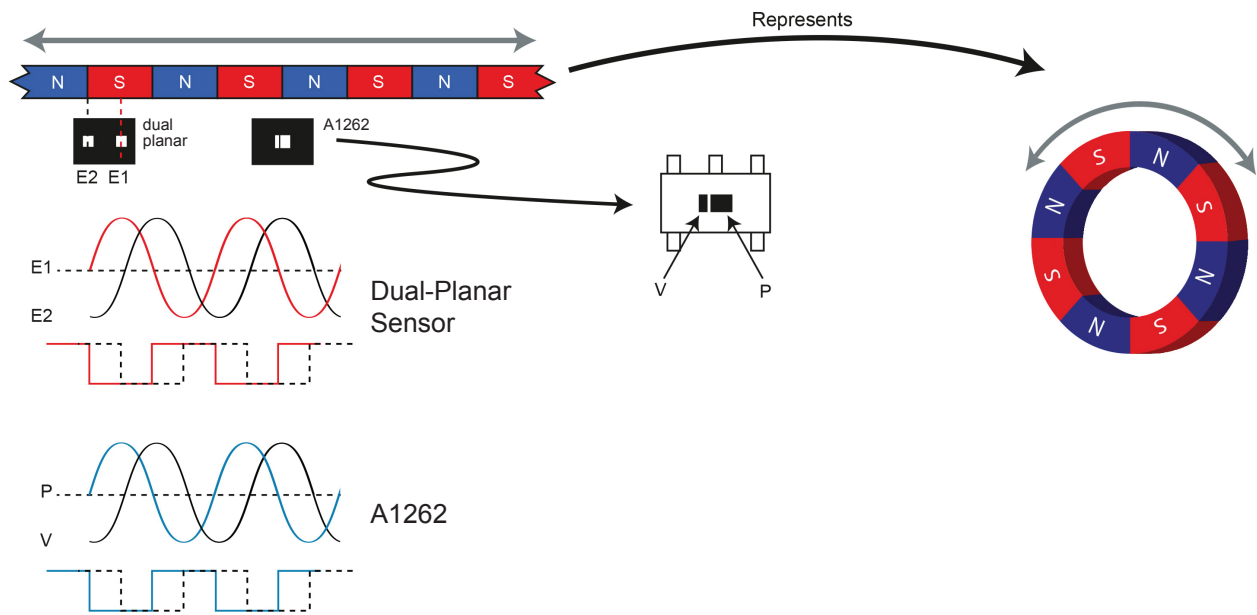 Represents
N S N S N S N S
dual
planar
A1262
E2 E1
V P
S N
N S
S N
N S
E1
E2
Dual-Planar
Sensor
P
V
A1262